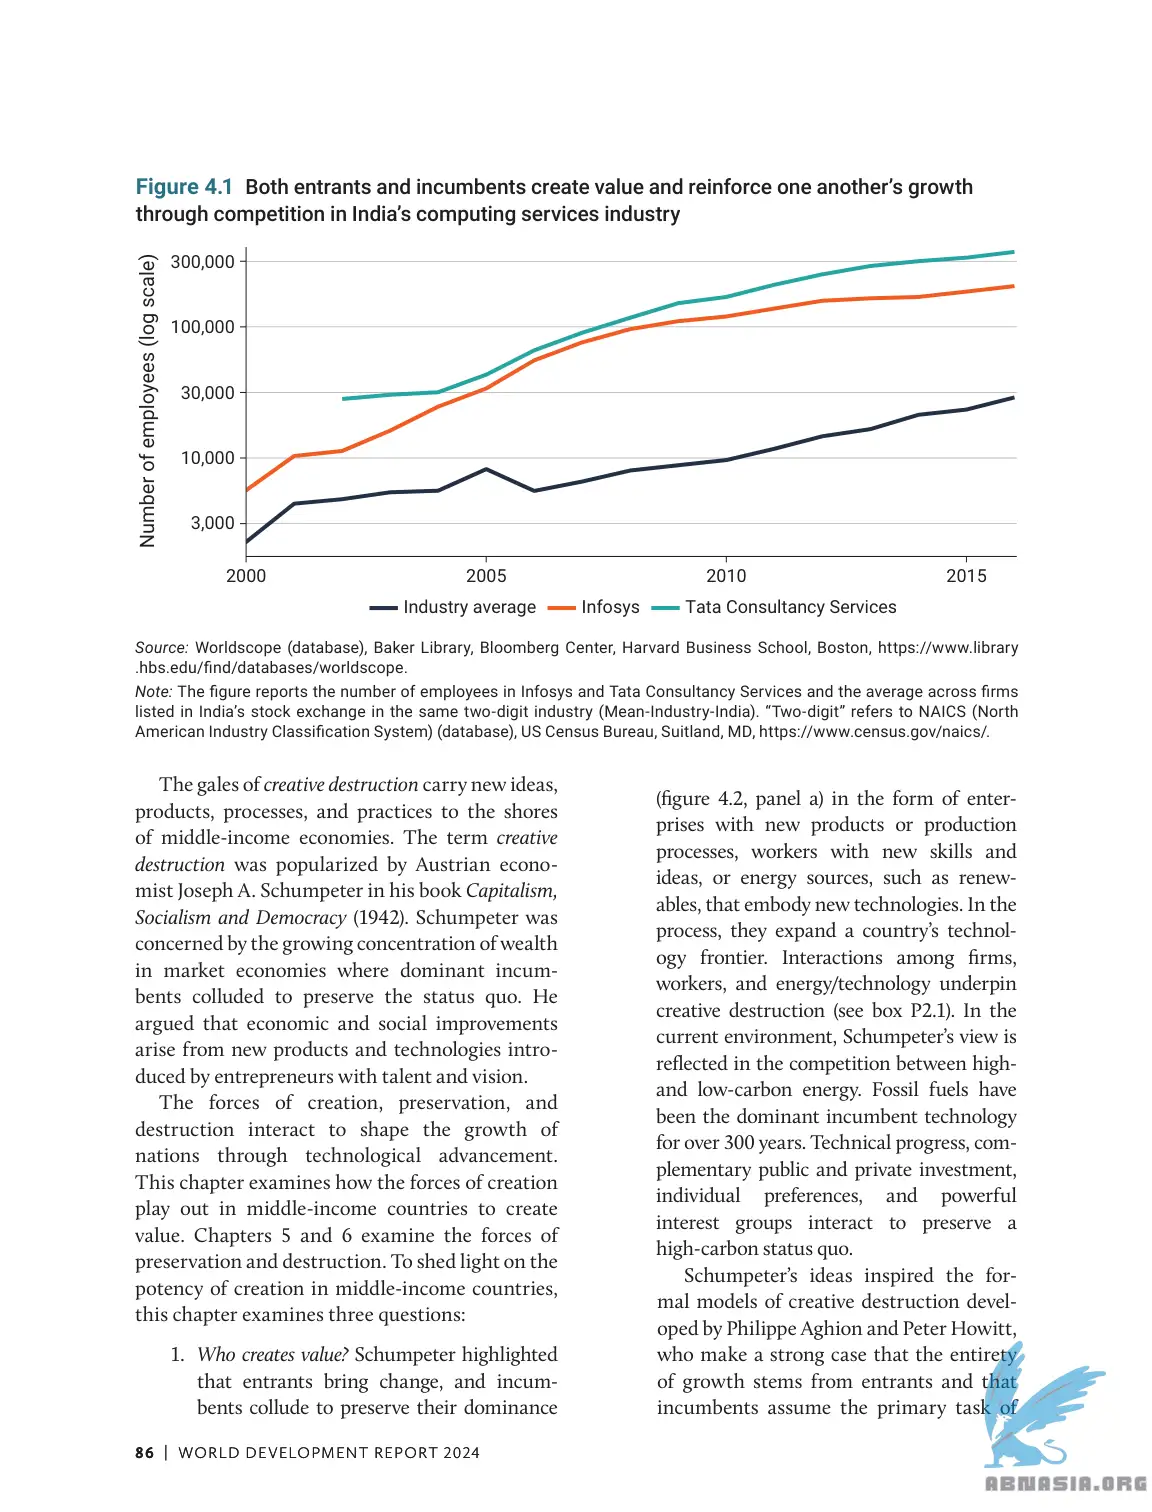 Figure 4.1 Both entrants and incumbents create value and reinforce one another’s growth
through competition in India’s computing services industry
Number of employees (log scale)
300,000
100,000
30,000
10,000
3,000
2000
2005
2010
2015
Industry average
Infosys
Tata Consultancy Services
Source: Worldscope (database), Baker Library, Bloomberg Center, Harvard Business School, Boston, https://www.library
.hbs.edu/find/databases/worldscope.
Note: The figure reports the number of employees in Infosys and Tata Consultancy Services and the average across firms
listed in India’s stock exchange in the same two-digit industry (Mean-Industry-India). “Two-digit” refers to NAICS (North
American Industry Classification System) (database), US Census Bureau, Suitland, MD, https://www.census.gov/naics/.
The gales of creative destruction carry new ideas,
products, processes, and practices to the shores
of middle-income economies. The term creative
destruction was popularized by Austrian econo-
mist Joseph A. Schumpeter in his book Capitalism,
Socialism and Democracy (1942). Schumpeter was
concerned by the growing concentration of wealth
in market economies where dominant incum-
bents colluded to preserve the status quo. He
argued that economic and social improvements
arise from new products and technologies intro-
duced by entrepreneurs with talent and vision.
The forces of creation, preservation, and
destruction interact to shape the growth of
nations through technological advancement.
This chapter examines how the forces of creation
play out in middle-income countries to create
value. Chapters 5 and 6 examine the forces of
preservation and destruction. To shed light on the
potency of creation in middle-income countries,
this chapter examines three questions:
1. Who creates value? Schumpeter highlighted
that entrants bring change, and incum-
bents collude to preserve their dominance
(figure 4.2, panel a) in the form of enter-
prises with new products or production
processes, workers with new skills and
ideas, or energy sources, such as renew-
ables, that embody new technologies. In the
process, they expand a country’s technol-
ogy frontier. Interactions among firms,
workers, and energy/technology underpin
creative destruction (see box P2.1). In the
current environment, Schumpeter’s view is
reflected in the competition between high-
and low-carbon energy. Fossil fuels have
been the dominant incumbent technology
for over 300 years. Technical progress, com-
plementary public and private investment,
individual preferences, and powerful
interest groups interact to preserve a
high-carbon status quo.
Schumpeter’s ideas inspired the for-
mal models of creative destruction devel-
oped by Philippe Aghion and Peter Howitt,
who make a strong case that the entirety
of growth stems from entrants and that
incumbents assume the primary task of
86 | WORLD DEVELOPMENT REPORT 2024
ABNASIA.ORG